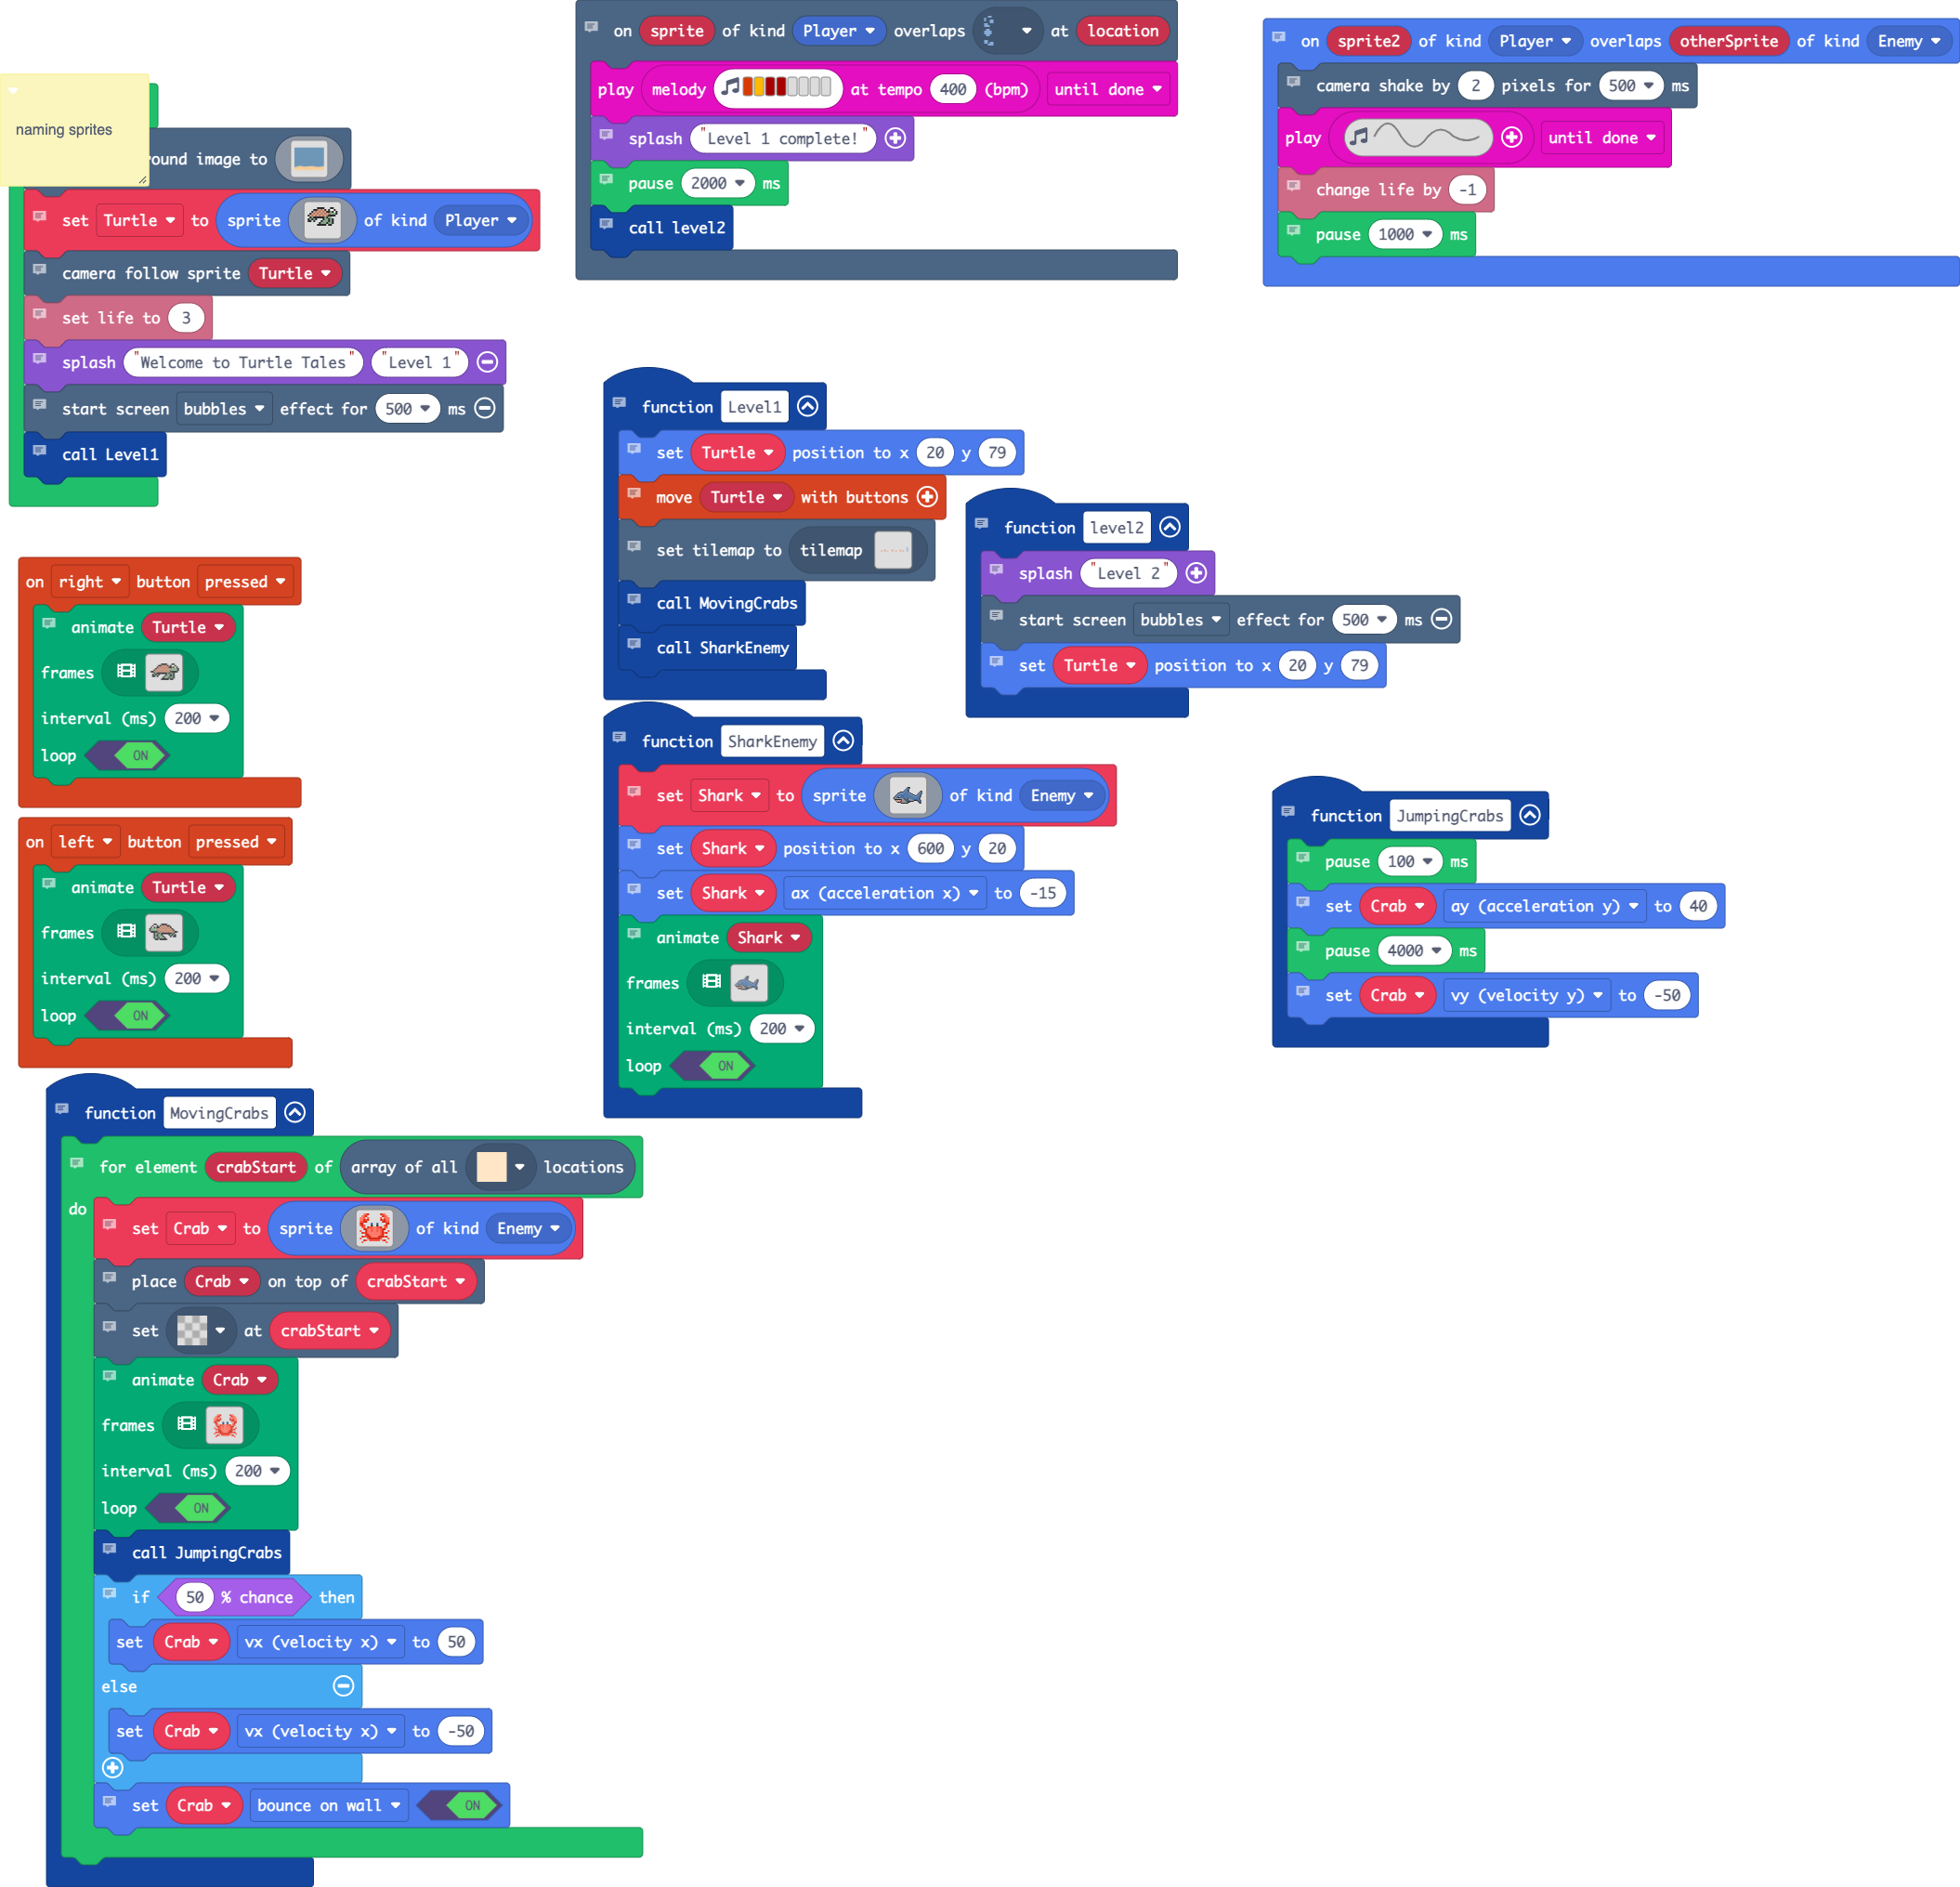 naming sprites
round image to
set Turtle to sprite of kind Player
camera follow sprite Turtle
set life to 3
splash "Welcome to Turtle Tales" "Level 1"
start screen bubbles effect for 500 ms
call Level1
on sprite of kind Player overlaps at location
play melody at tempo 400 (bpm) until done
splash "Level 1 complete!"
pause 2000 ms
call level2
on sprite2 of kind Player overlaps otherSprite of kind Enemy
camera shake by 2 pixels for 500 ms
play until done
change life by -1
pause 1000 ms
function Level1
set Turtle position to x 20 y 79
move Turtle with buttons
set tilemap to tilemap
call MovingCrabs
call SharkEnemy
function level2
splash "Level 2"
start screen bubbles effect for 500 ms
set Turtle position to x 20 y 79
on right button pressed
animate Turtle
frames
interval (ms) 200
loop ON
on left button pressed
animate Turtle
frames
interval (ms) 200
loop ON
function SharkEnemy
set Shark to sprite of kind Enemy
set Shark position to x 600 y 20
set Shark ax (acceleration x) to -15
animate Shark
frames
interval (ms) 200
loop ON
function JumpingCrabs
pause 100 ms
set Crab ay (acceleration y) to 40
pause 4000 ms
set Crab vy (velocity y) to -50
function MovingCrabs
for element crabStart of array of all locations
do
set Crab to sprite of kind Enemy
place Crab on top of crabStart
set at crabStart
animate Crab
frames
interval (ms) 200
loop ON
call JumpingCrabs
if 50 % chance then
set Crab vx (velocity x) to 50
else
set Crab vx (velocity x) to -50
set Crab bounce on wall ON